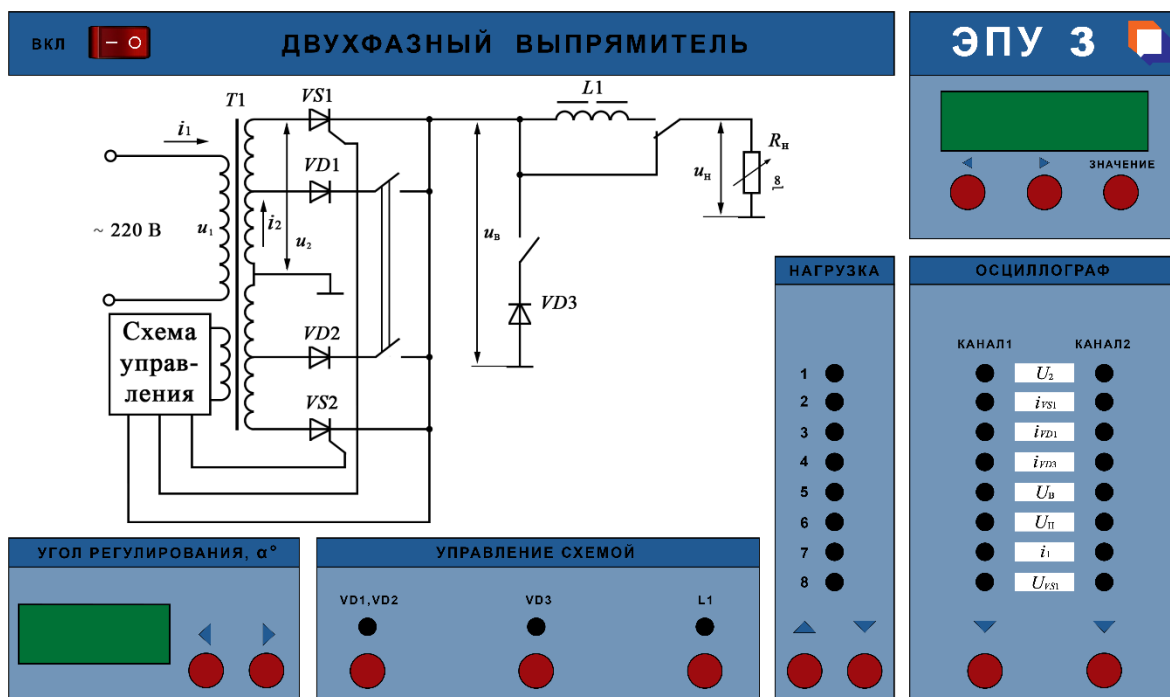 ВКЛ
ДВУХФАЗНЫЙ ВЫПРЯМИТЕЛЬ
ЭПУ 3
ЗНАЧЕНИЕ
T1
VS1
i1
VD1
L1
Rн
uн
8
1
~ 220 В
u1
i2
u2
uв
VD3
VD2
VS2
Схема
управ-
ления
НАГРУЗКА
1
2
3
4
5
6
7
8
ОСЦИЛЛОГРАФ
КАНАЛ1
КАНАЛ2
U2
iVS1
iVD1
iVD3
UВ
UН
i1
UVS1
УГОЛ РЕГУЛИРОВАНИЯ, α°
УПРАВЛЕНИЕ СХЕМОЙ
VD1,VD2
VD3
L1